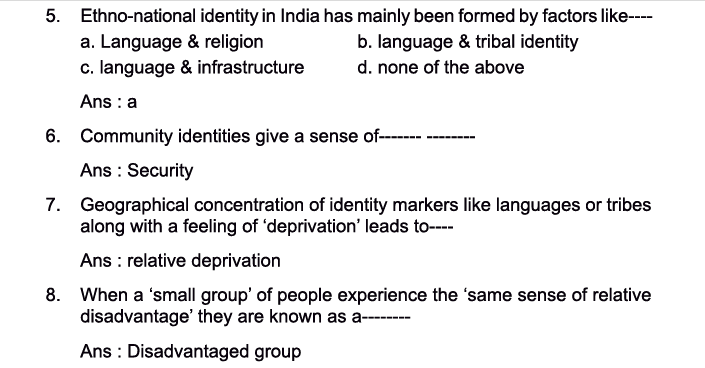 5. Ethno-national identity in India has mainly been formed by factors like----
a. Language & religion b. language & tribal identity
c. language & infrastructure d. none of the above
Ans : a
6. Community identities give a sense of------- --------
Ans : Security
7. Geographical concentration of identity markers like languages or tribes
along with a feeling of ‘deprivation’ leads to----
Ans : relative deprivation
8. When a ‘small group’ of people experience the ‘same sense of relative
disadvantage’ they are known as a--------
Ans : Disadvantaged group